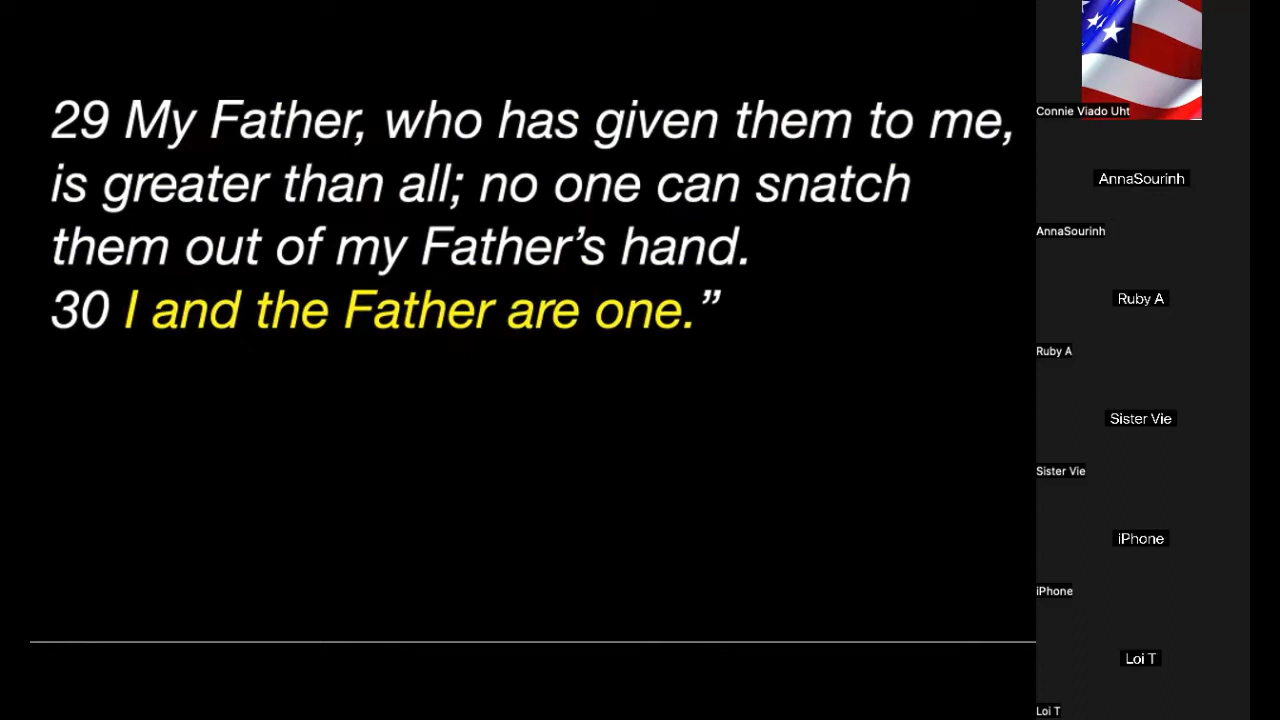 29 My Father, who has given them to me,
is greater than all; no one can snatch
them out of my Father’s hand.
30 I and the Father are one.”
Connie Viado Uht
AnnaSourinh
AnnaSourinh
Ruby A
Ruby A
Sister Vie
Sister Vie
iPhone
iPhone
Loi T
Loi T